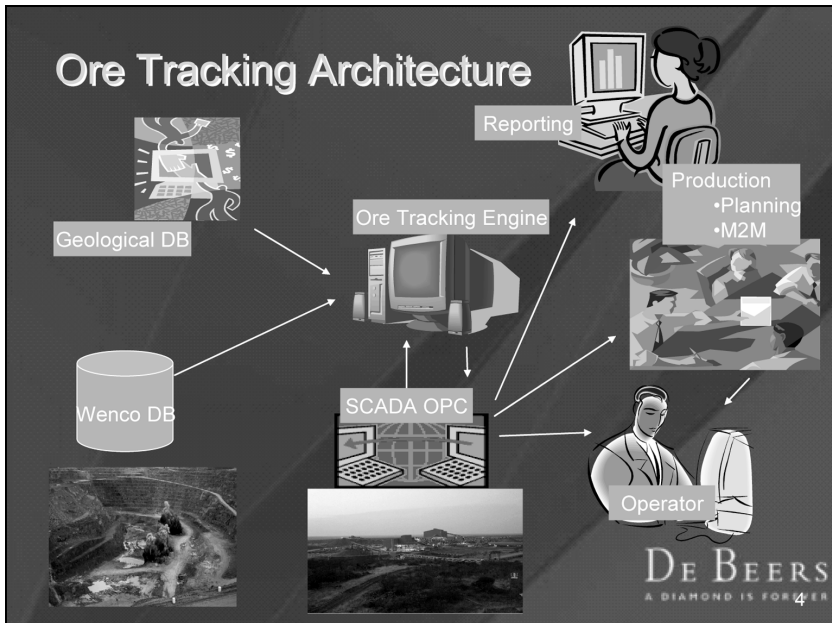 Ore Tracking Architecture
Reporting
Production
•Planning
•M2M
Ore Tracking Engine
Geological DB
Wenco DB
SCADA OPC
Operator
DE BEERS
A DIAMOND IS FOREVER
4